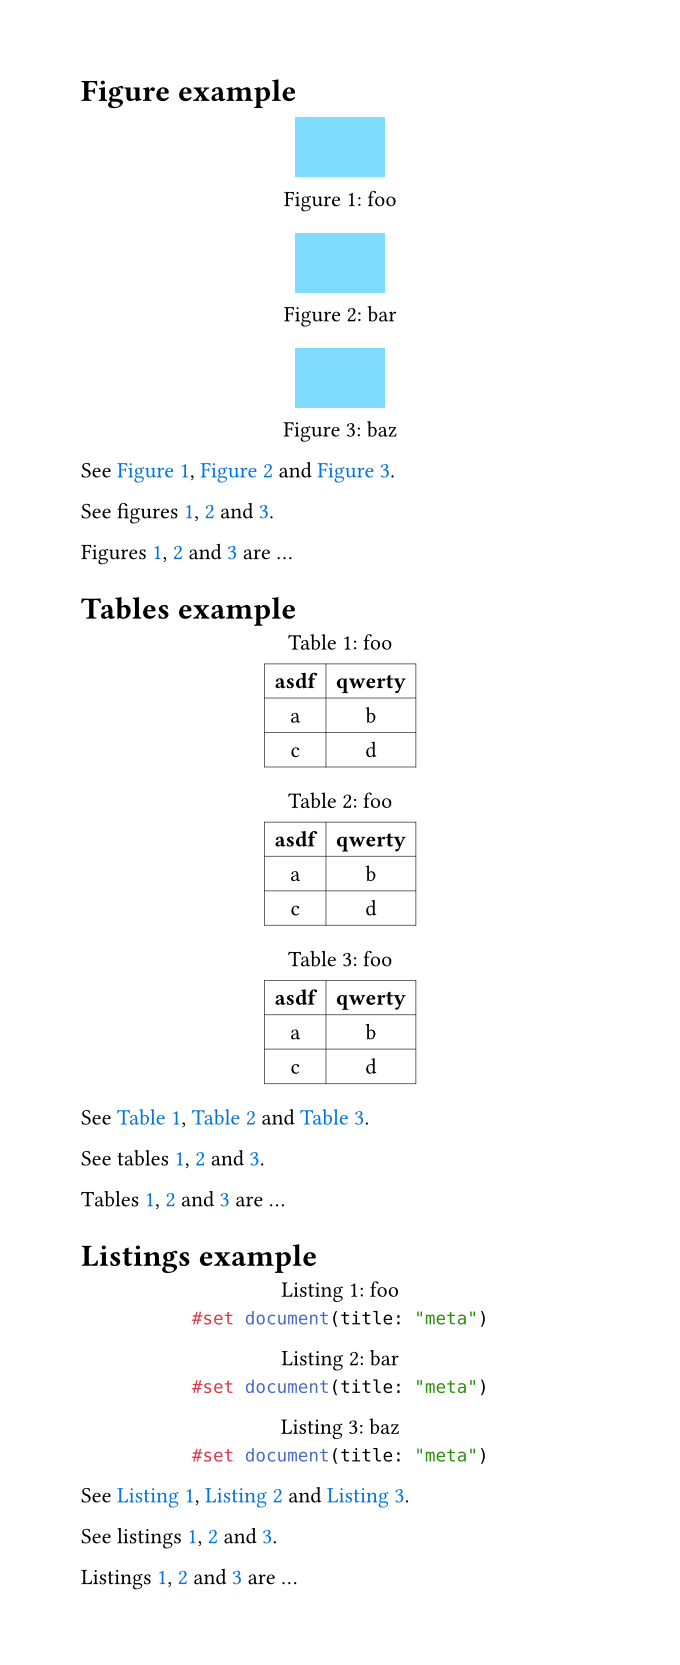 Figure example
Figure 1: foo
Figure 2: bar
Figure 3: baz
See Figure 1, Figure 2 and Figure 3.
See figures 1, 2 and 3.
Figures 1, 2 and 3 are …
Tables example
Table 1: foo
asdf qwerty
a b
c d
Table 2: foo
asdf qwerty
a b
c d
Table 3: foo
asdf qwerty
a b
c d
See Table 1, Table 2 and Table 3.
See tables 1, 2 and 3.
Tables 1, 2 and 3 are …
Listings example
Listing 1: foo
#set document(title: "meta")
Listing 2: bar
#set document(title: "meta")
Listing 3: baz
#set document(title: "meta")
See Listing 1, Listing 2 and Listing 3.
See listings 1, 2 and 3.
Listings 1, 2 and 3 are …